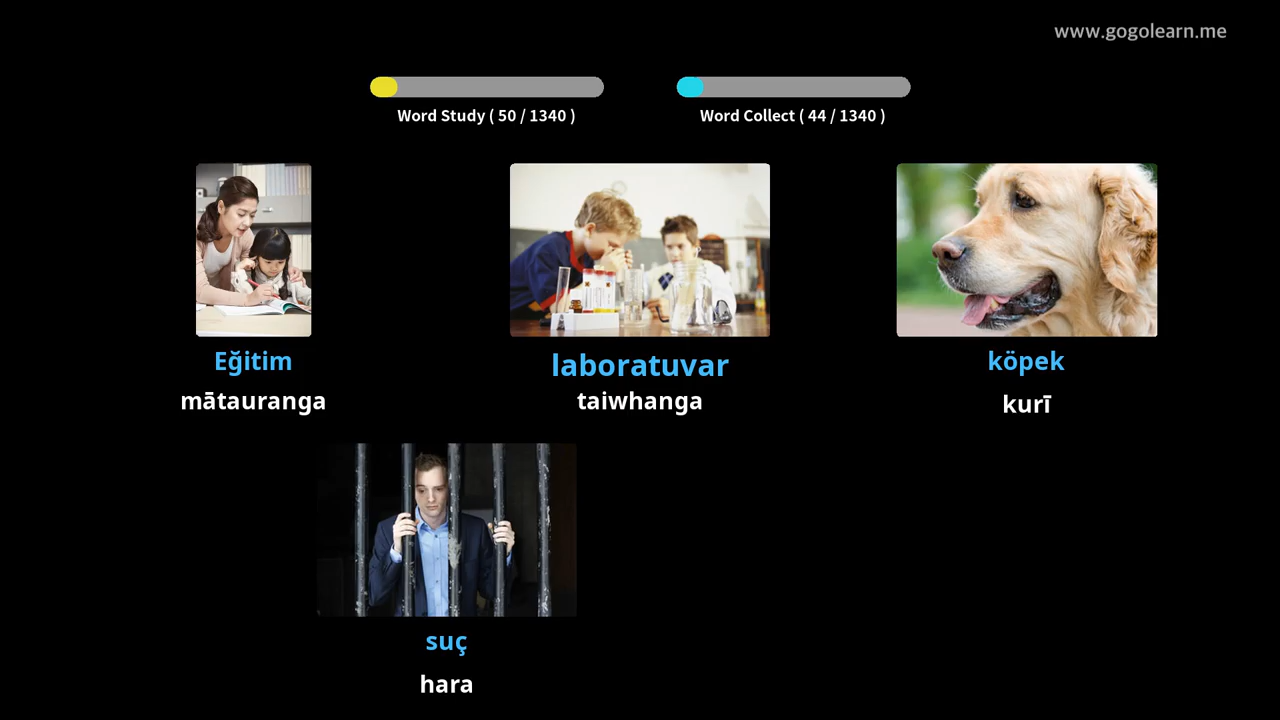 www.gogolearn.me
Word Study ( 50 / 1340 )
Word Collect ( 44 / 1340 )
Eğitim
mātauranga
laboratuvar
taiwhanga
köpek
kurī
suç
hara